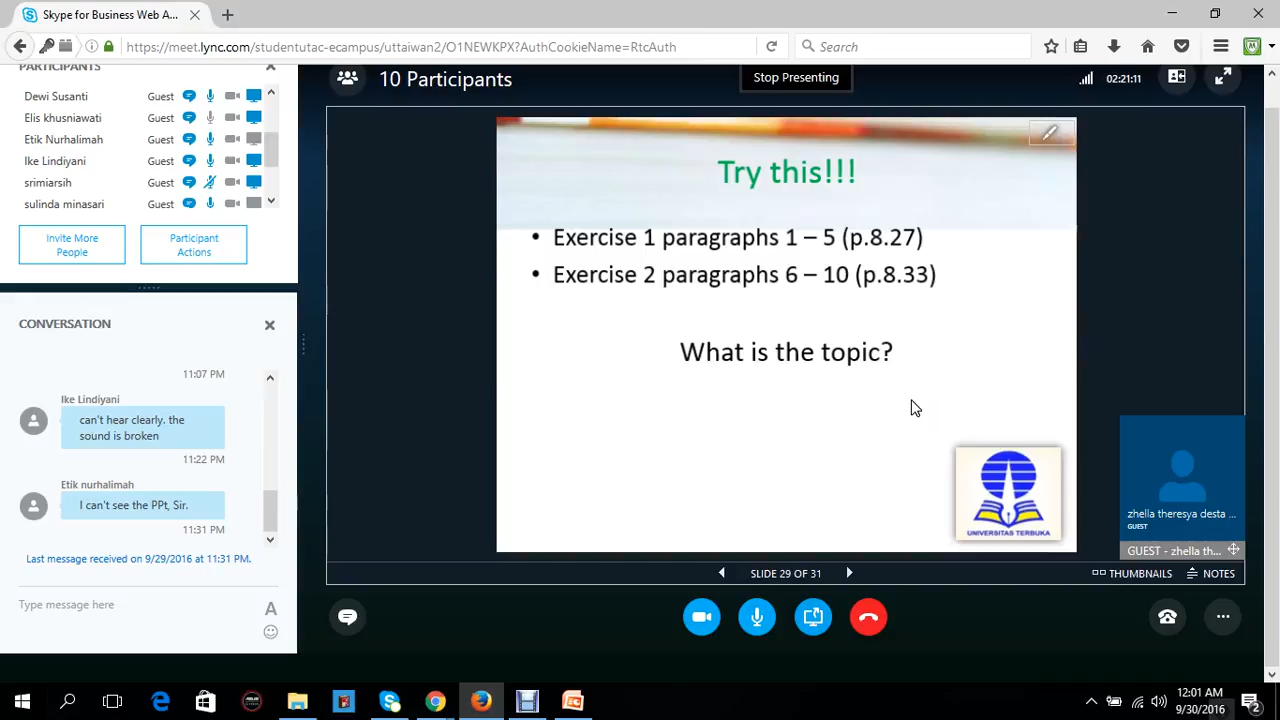 Skype for Business Web A...
https://meet.lync.com/studentutac-ecampus/uttaiwan2/O1NEWKPX?AuthCookieName=RtcAuth
Search
PARTICIPANTS
Dewi Susanti Guest
Elis khusniawati Guest
Etik Nurhalimah Guest
Ike Lindiyani Guest
srimiarsih Guest
sulinda minasari Guest
Invite More
People
Participant
Actions
CONVERSATION
11:07 PM
Ike Lindiyani
can't hear clearly. the
sound is broken
11:22 PM
Etik nurhalimah
I can't see the PPt, Sir.
11:31 PM
Last message received on 9/29/2016 at 11:31 PM.
Type message here
A
10 Participants
Stop Presenting
02:21:11
Try this!!!
• Exercise 1 paragraphs 1 – 5 (p.8.27)
• Exercise 2 paragraphs 6 – 10 (p.8.33)
What is the topic?
UNIVERSITAS TERBUKA
zhella theresya desta ...
GUEST
GUEST - zhella th...
SLIDE 29 OF 31
THUMBNAILS
NOTES
12:01 AM
9/30/2016
2